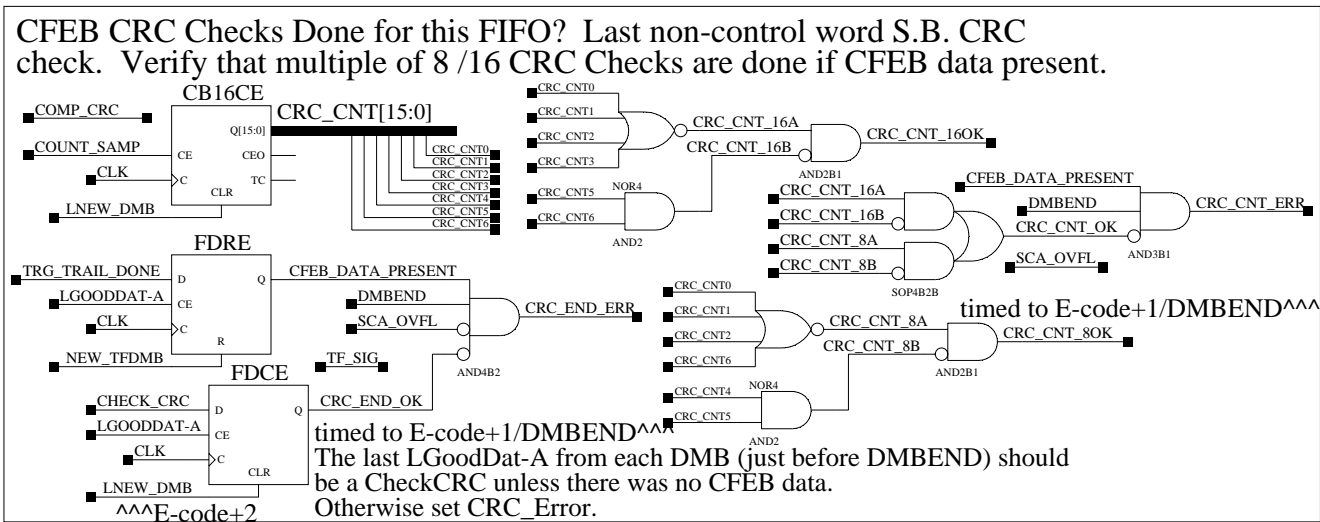 CFEB CRC Checks Done for this FIFO? Last non-control word S.B. CRC
check. Verify that multiple of 8 /16 CRC Checks are done if CFEB data present.
CB16CE
COMP_CRC
CRC_CNT[15:0]
Q[15:0]
COUNT_SAMP
CE
CEO
CLK
C
TC
CLR
LNEW_DMB
CRC_CNT0
CRC_CNT1
CRC_CNT2
CRC_CNT3
CRC_CNT4
CRC_CNT5
CRC_CNT6
CRC_CNT0
CRC_CNT1
CRC_CNT2
CRC_CNT3
NOR4
CRC_CNT_16A
CRC_CNT_16B
CRC_CNT_16OK
AND2B1
CRC_CNT5
CRC_CNT6
AND2
CFEB_DATA_PRESENT
CRC_CNT_16A
DMBEND
CRC_CNT_ERR
CRC_CNT_16B
CRC_CNT_OK
CRC_CNT_8A
AND3B1
CRC_CNT_8B
SCA_OVFL
SOP4B2B
FDRE
TRG_TRAIL_DONE
D
Q
CFEB_DATA_PRESENT
LGOODDAT-A
CE
DMBEND
CLK
C
SCA_OVFL
CRC_END_ERR
R
NEW_TFDMB
TF_SIG
AND4B2
FDCE
CHECK_CRC
D
Q
CRC_END_OK
LGOODDAT-A
CE
CLK
C
CLR
LNEW_DMB
^^^E-code+2
CRC_CNT0
CRC_CNT1
CRC_CNT2
CRC_CNT6
timed to E-code+1/DMBEND^^^
CRC_CNT_8A
CRC_CNT_8B
CRC_CNT_8OK
AND2B1
NOR4
CRC_CNT4
CRC_CNT5
AND2
timed to E-code+1/DMBEND^^^
The last LGoodDat-A from each DMB (just before DMBEND) should
be a CheckCRC unless there was no CFEB data.
Otherwise set CRC_Error.